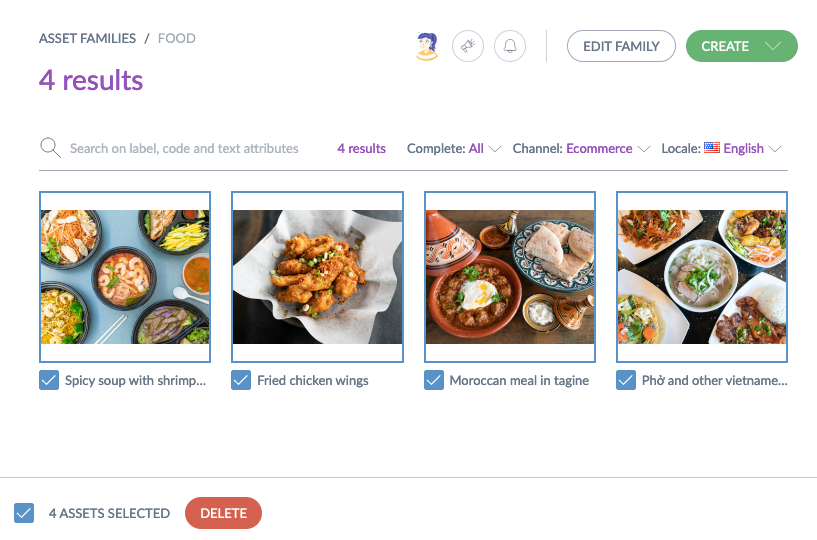 ASSET FAMILIES / FOOD
EDIT FAMILY
CREATE
4 results
Search on label, code and text attributes
4 results
Complete: All
Channel: Ecommerce
Locale: English
Spicy soup with shrimp...
Fried chicken wings
Moroccan meal in tagine
Phở and other vietname...
4 ASSETS SELECTED
DELETE